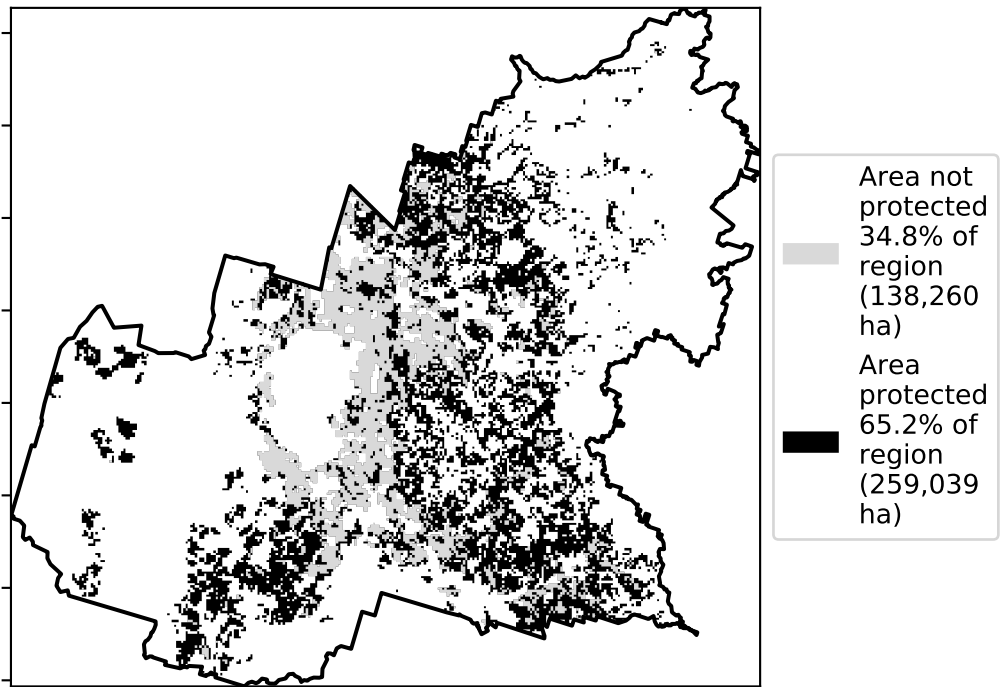 Area not
protected
34.8% of
region
(138,260
ha)
Area
protected
65.2% of
region
(259,039
ha)